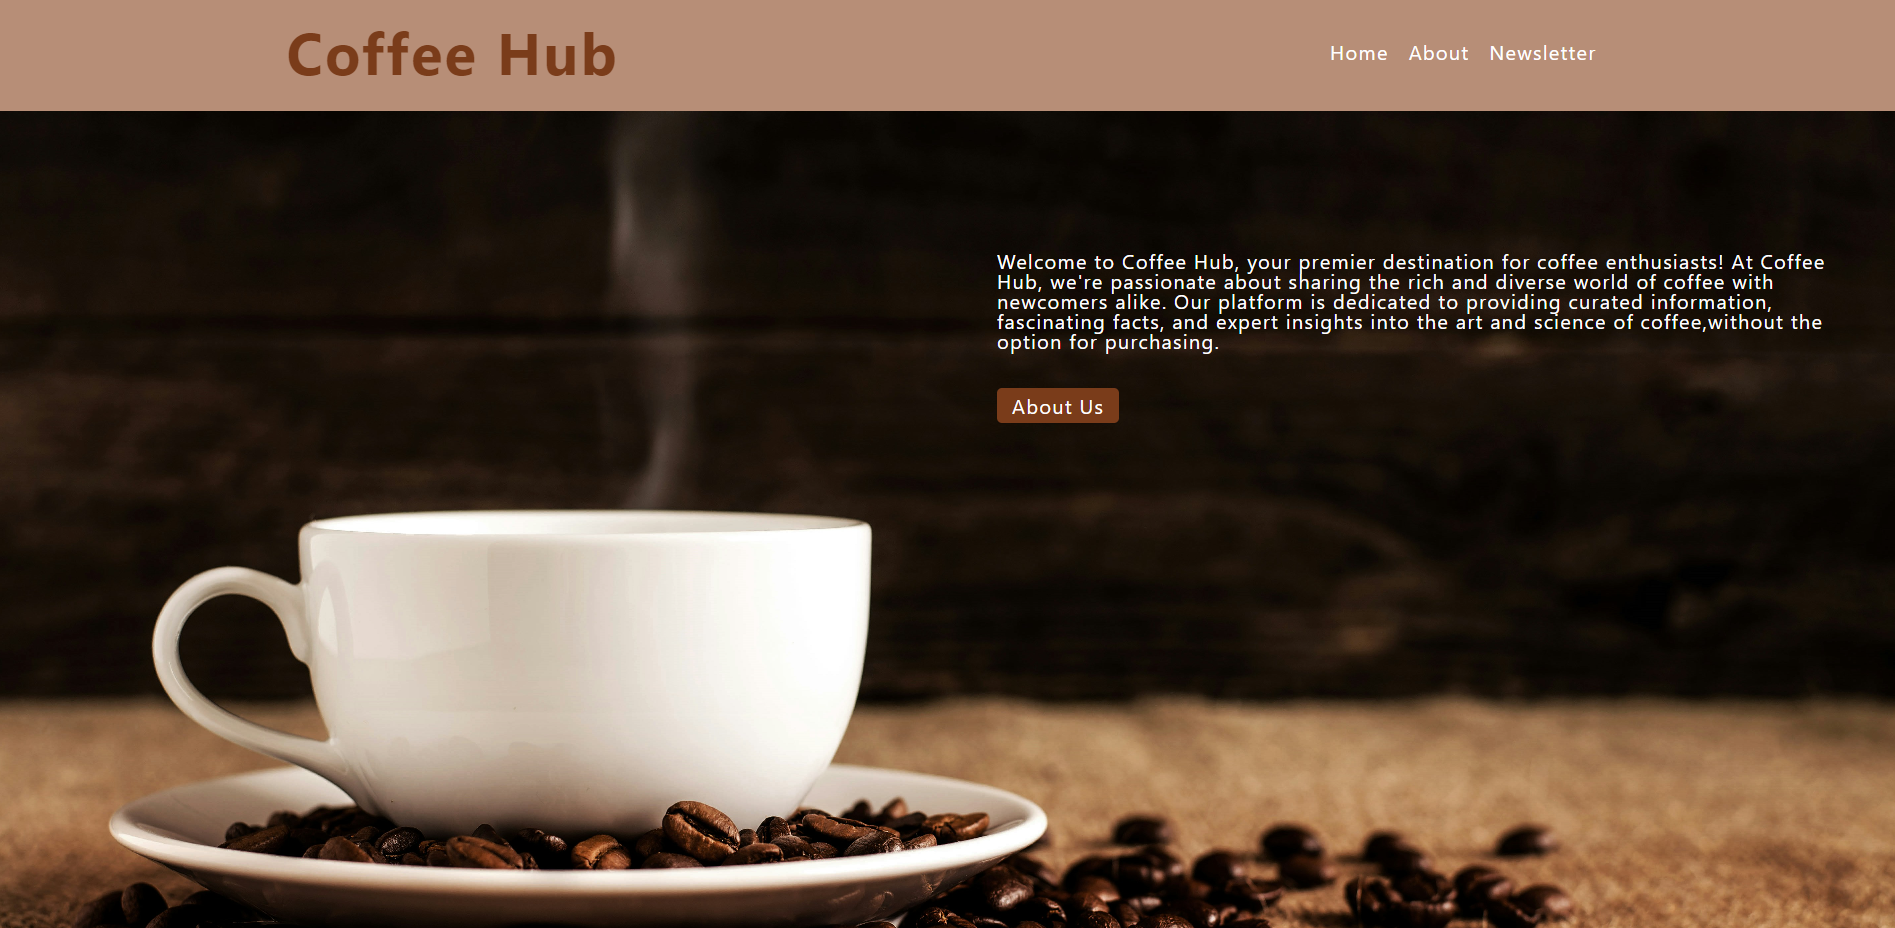 Coffee Hub
Home About Newsletter
Welcome to Coffee Hub, your premier destination for coffee enthusiasts! At Coffee
Hub, we're passionate about sharing the rich and diverse world of coffee with
newcomers alike. Our platform is dedicated to providing curated information,
fascinating facts, and expert insights into the art and science of coffee,without the
option for purchasing.
About Us